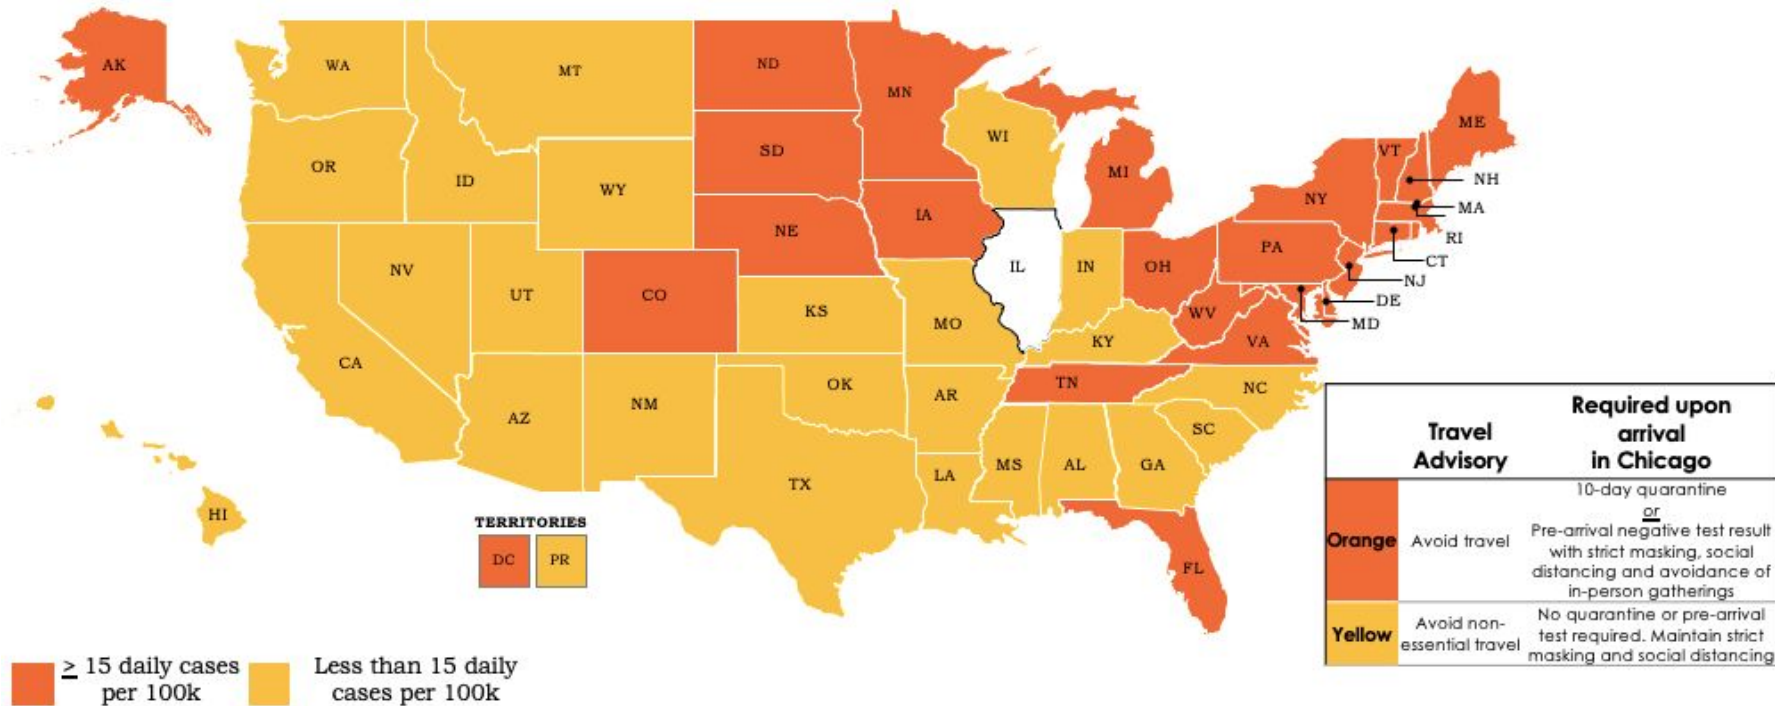 AK
WA
MT
ND
MN
WI
MI
ME
VT
NH
OR
ID
WY
SD
IA
NY
MA
RI
NE
PA
CT
NV
UT
CO
IL
IN
OH
NJ
DE
KS
MO
WV
MD
KY
VA
CA
TN
NC
OK
AR
AZ
NM
SC
MS
AL
GA
LA
TX
HI
FL
TERRITORIES
DC
PR
Travel
Advisory
Required upon
arrival
in Chicago
Orange
Avoid travel
10-day quarantine
or
Pre-arrival negative test result
with strict masking, social
distancing and avoidance of
in-person gatherings
Yellow
Avoid non-
essential travel
No quarantine or pre-arrival
test required. Maintain strict
masking and social distancing
≥ 15 daily cases
per 100k
Less than 15 daily
cases per 100k